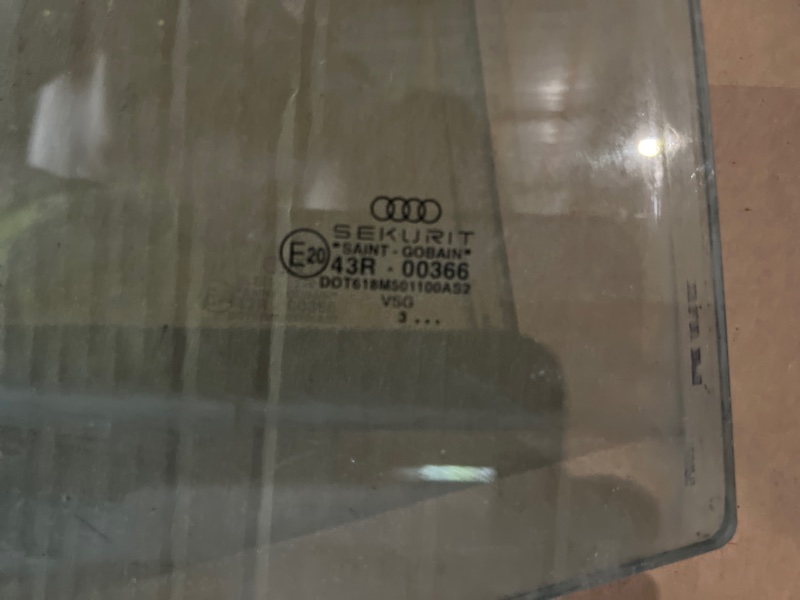 SEKURIT
"SAINT-GOBAIN"
E20 43R - 00366
DOT618M501100AS2
VSG
3 ...